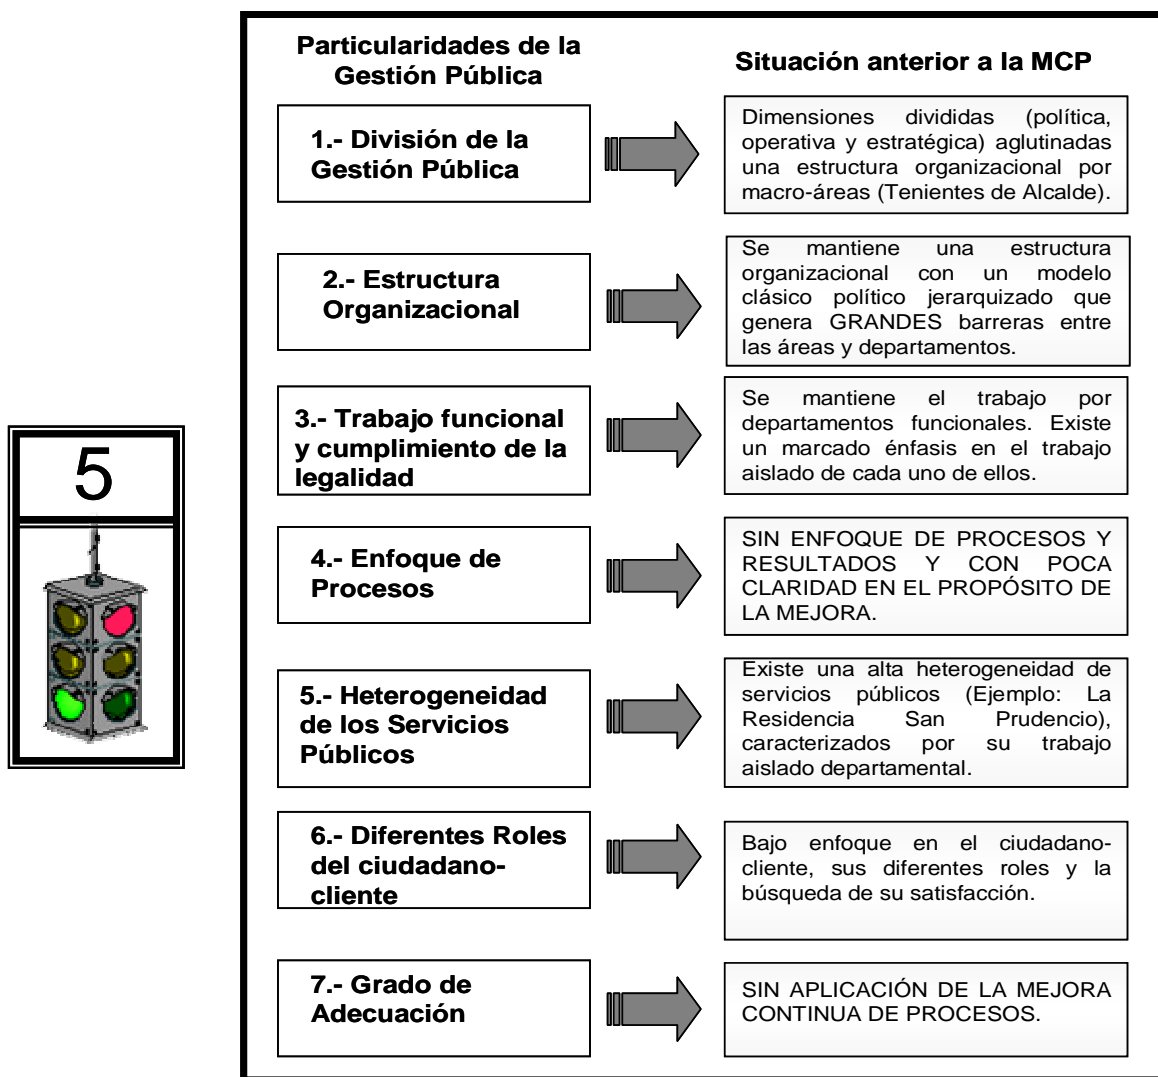 5
Particularidades de la
Gestión Pública
Situación anterior a la MCP
1.- División de la
Gestión Pública
Dimensiones divididas (política,
operativa y estratégica) aglutinadas
una estructura organizacional por
macro-áreas (Tenientes de Alcalde).
2.- Estructura
Organizacional
Se mantiene una estructura
organizacional con un modelo
clásico político jerarquizado que
genera GRANDES barreras entre
las áreas y departamentos.
3.- Trabajo funcional
y cumplimiento de la
legalidad
Se mantiene el trabajo por
departamentos funcionales. Existe
un marcado énfasis en el trabajo
aislado de cada uno de ellos.
4.- Enfoque de
Procesos
SIN ENFOQUE DE PROCESOS Y
RESULTADOS Y CON POCA
CLARIDAD EN EL PROPÓSITO DE
LA MEJORA.
5.- Heterogeneidad
de los Servicios
Públicos
Existe una alta heterogeneidad de
servicios públicos (Ejemplo: La
Residencia San Prudencio),
caracterizados por su trabajo
aislado departamental.
6.- Diferentes Roles
del ciudadano-
cliente
Bajo enfoque en el ciudadano-
cliente, sus diferentes roles y la
búsqueda de su satisfacción.
7.- Grado de
Adecuación
SIN APLICACIÓN DE LA MEJORA
CONTINUA DE PROCESOS.